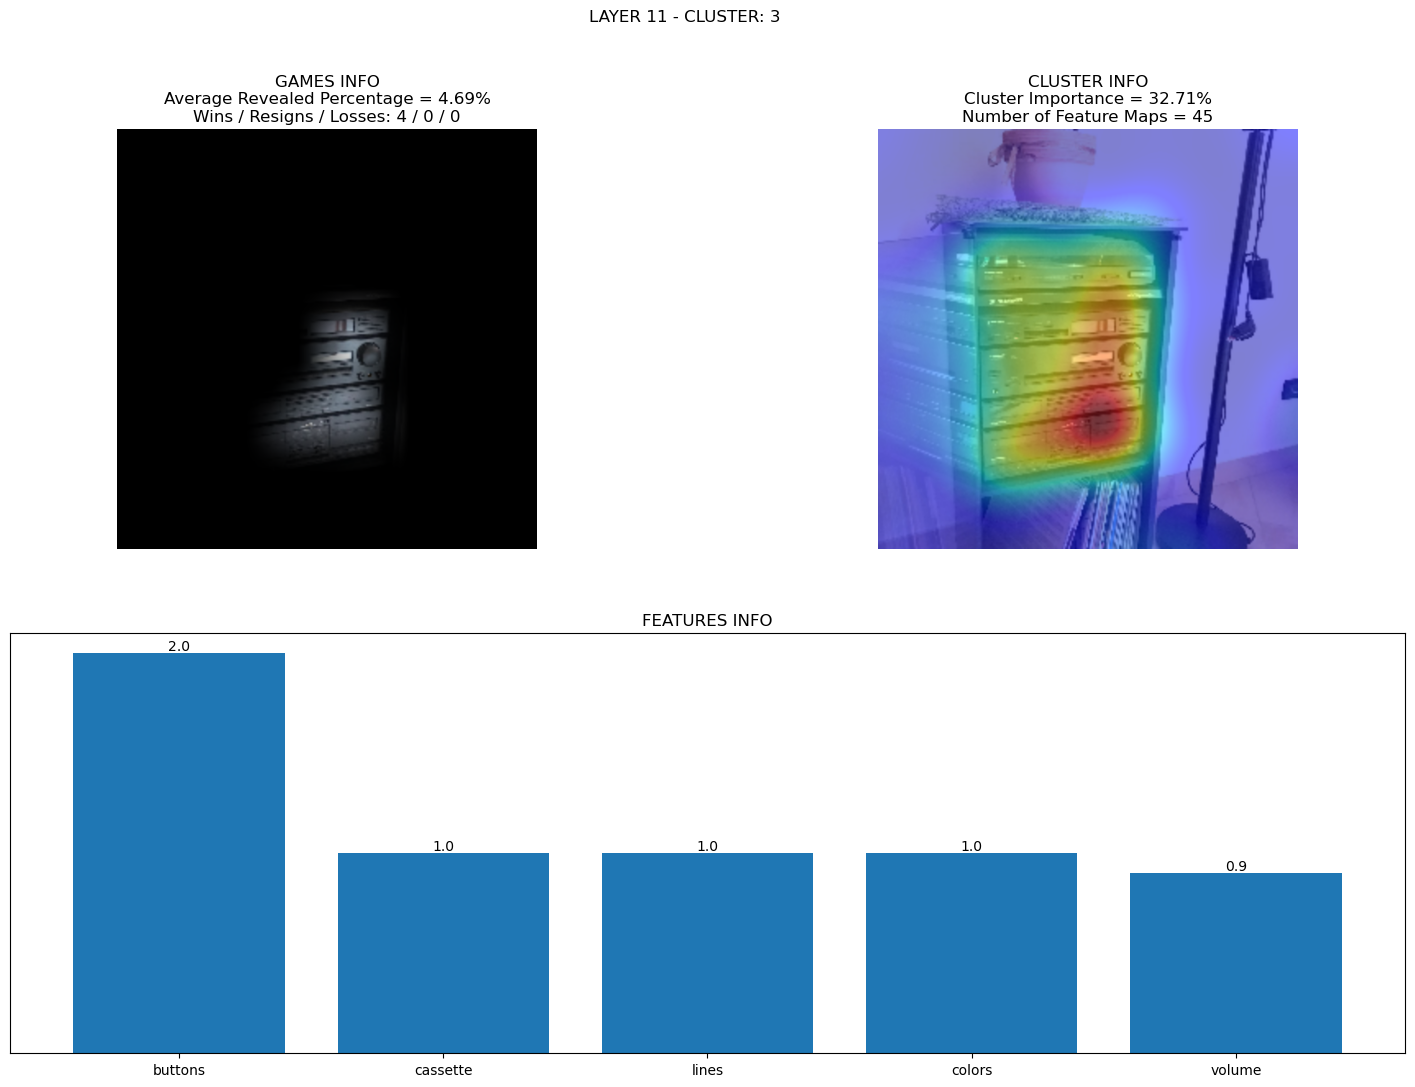 LAYER 11 - CLUSTER: 3
GAMES INFO
Average Revealed Percentage = 4.69%
Wins / Resigns / Losses: 4 / 0 / 0
CLUSTER INFO
Cluster Importance = 32.71%
Number of Feature Maps = 45
FEATURES INFO
2.0
1.0
1.0
1.0
0.9
buttons
cassette
lines
colors
volume